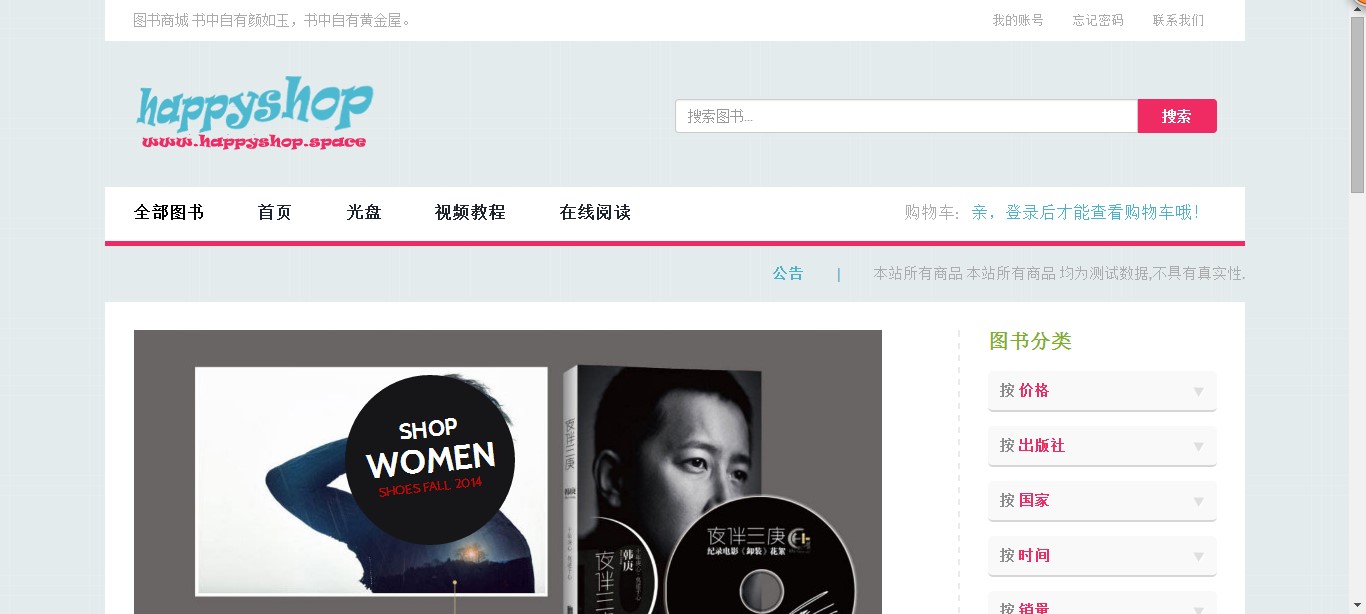 图书商城 书中自有颜如玉，书中自有黄金屋。
我的账号 忘记密码 联系我们
happyshop
www.happyshop.space
搜索图书...
搜索
全部图书 首页 光盘 视频教程 在线阅读
购物车: 亲，登录后才能查看购物车哦！
公告 | 本站所有商品 本站所有商品 均为测试数据,不具有真实性.
SHOP
WOMEN
SHOES FALL 2014
夜伴三庚
夜伴三庚
纪录电影《卸装》花絮
韩庚
夜伴三
图书分类
按 价格
按 出版社
按 国家
按 时间
按 销量